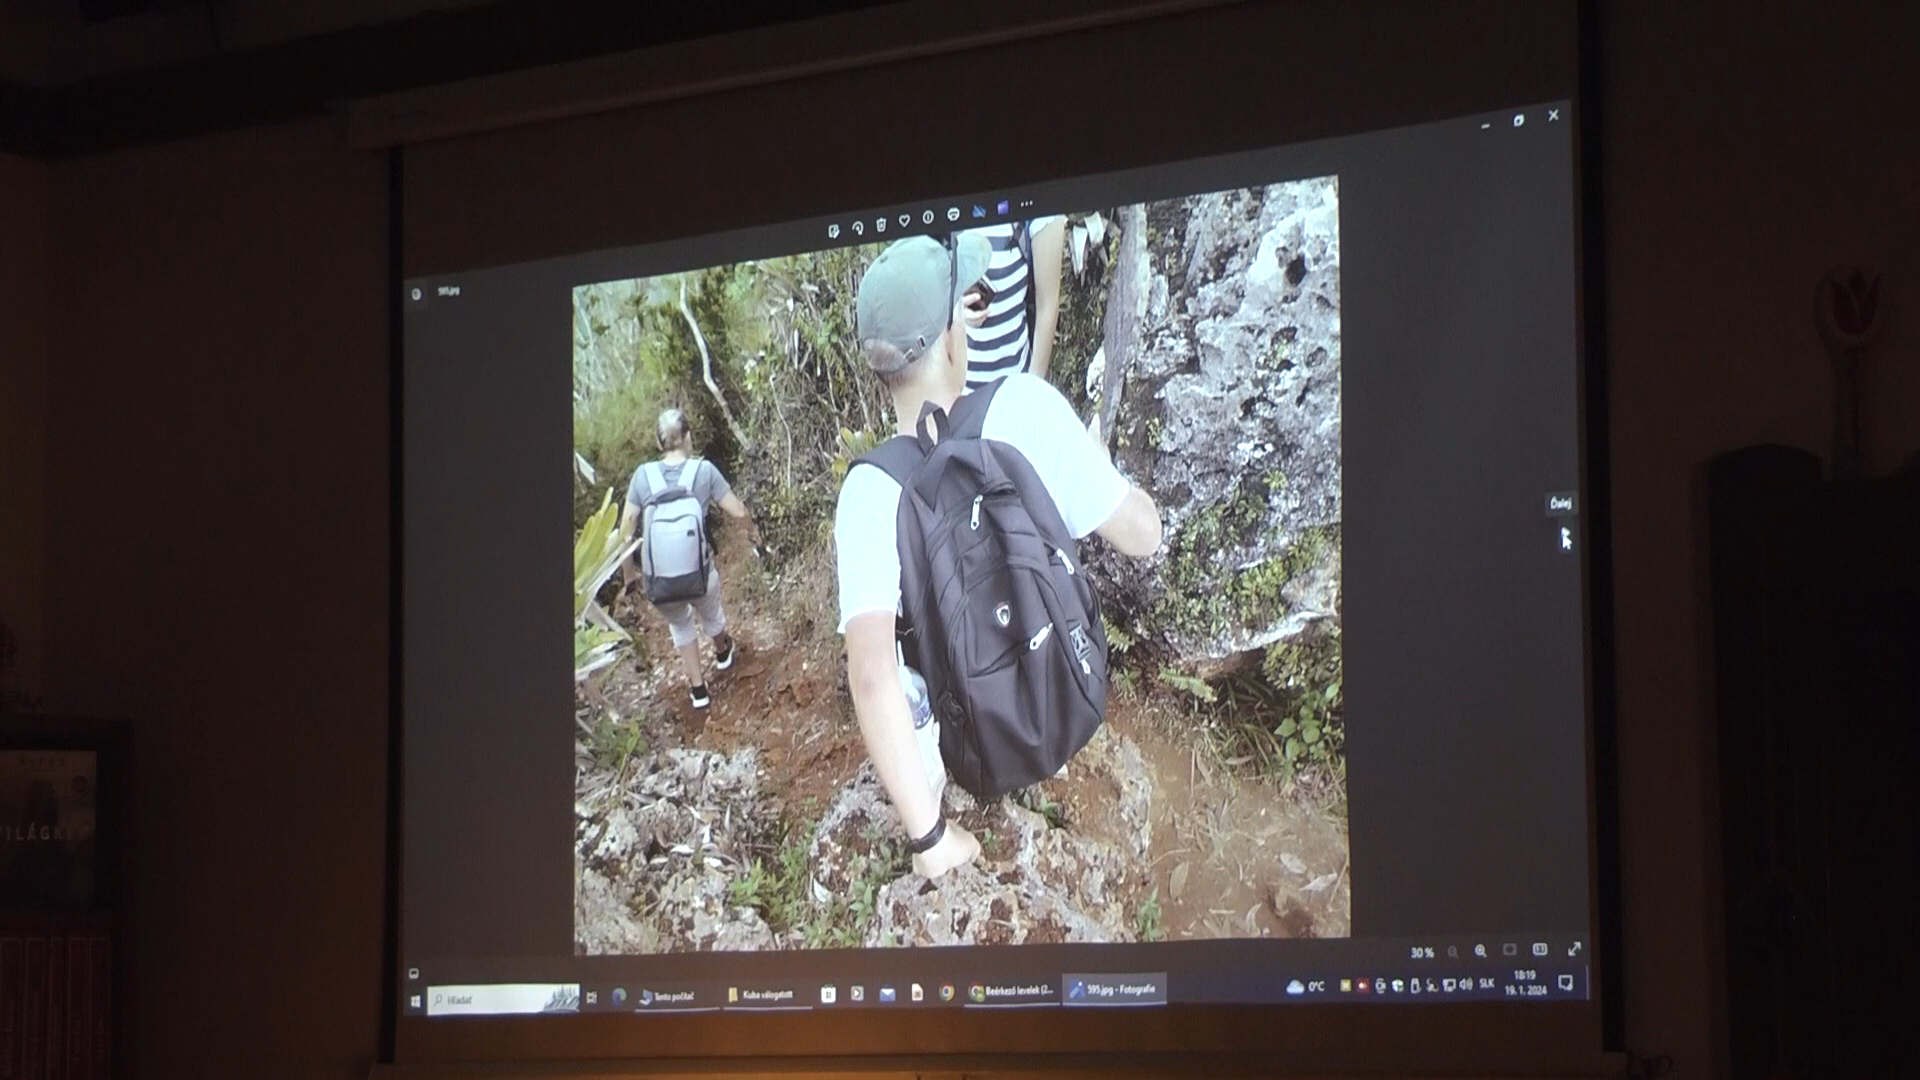 595.jpg
Ďalej
30 %
Hľadať
Tento počítač
Kuba válogatott
Beérkező levelek (2...
595.jpg - Fotografie
0°C
SLK
18:19
19. 1. 2024
VILÁGK